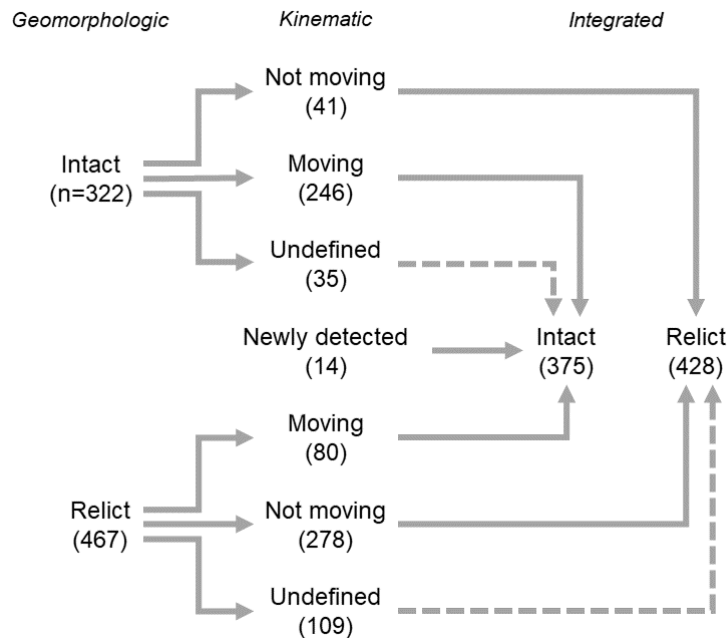 Geomorphologic Kinematic Integrated
Not moving
(41)
Intact
(n=322)
Moving
(246)
Undefined
(35)
Newly detected
(14)
Intact
(375)
Relict
(428)
Moving
(80)
Relict
(467)
Not moving
(278)
Undefined
(109)